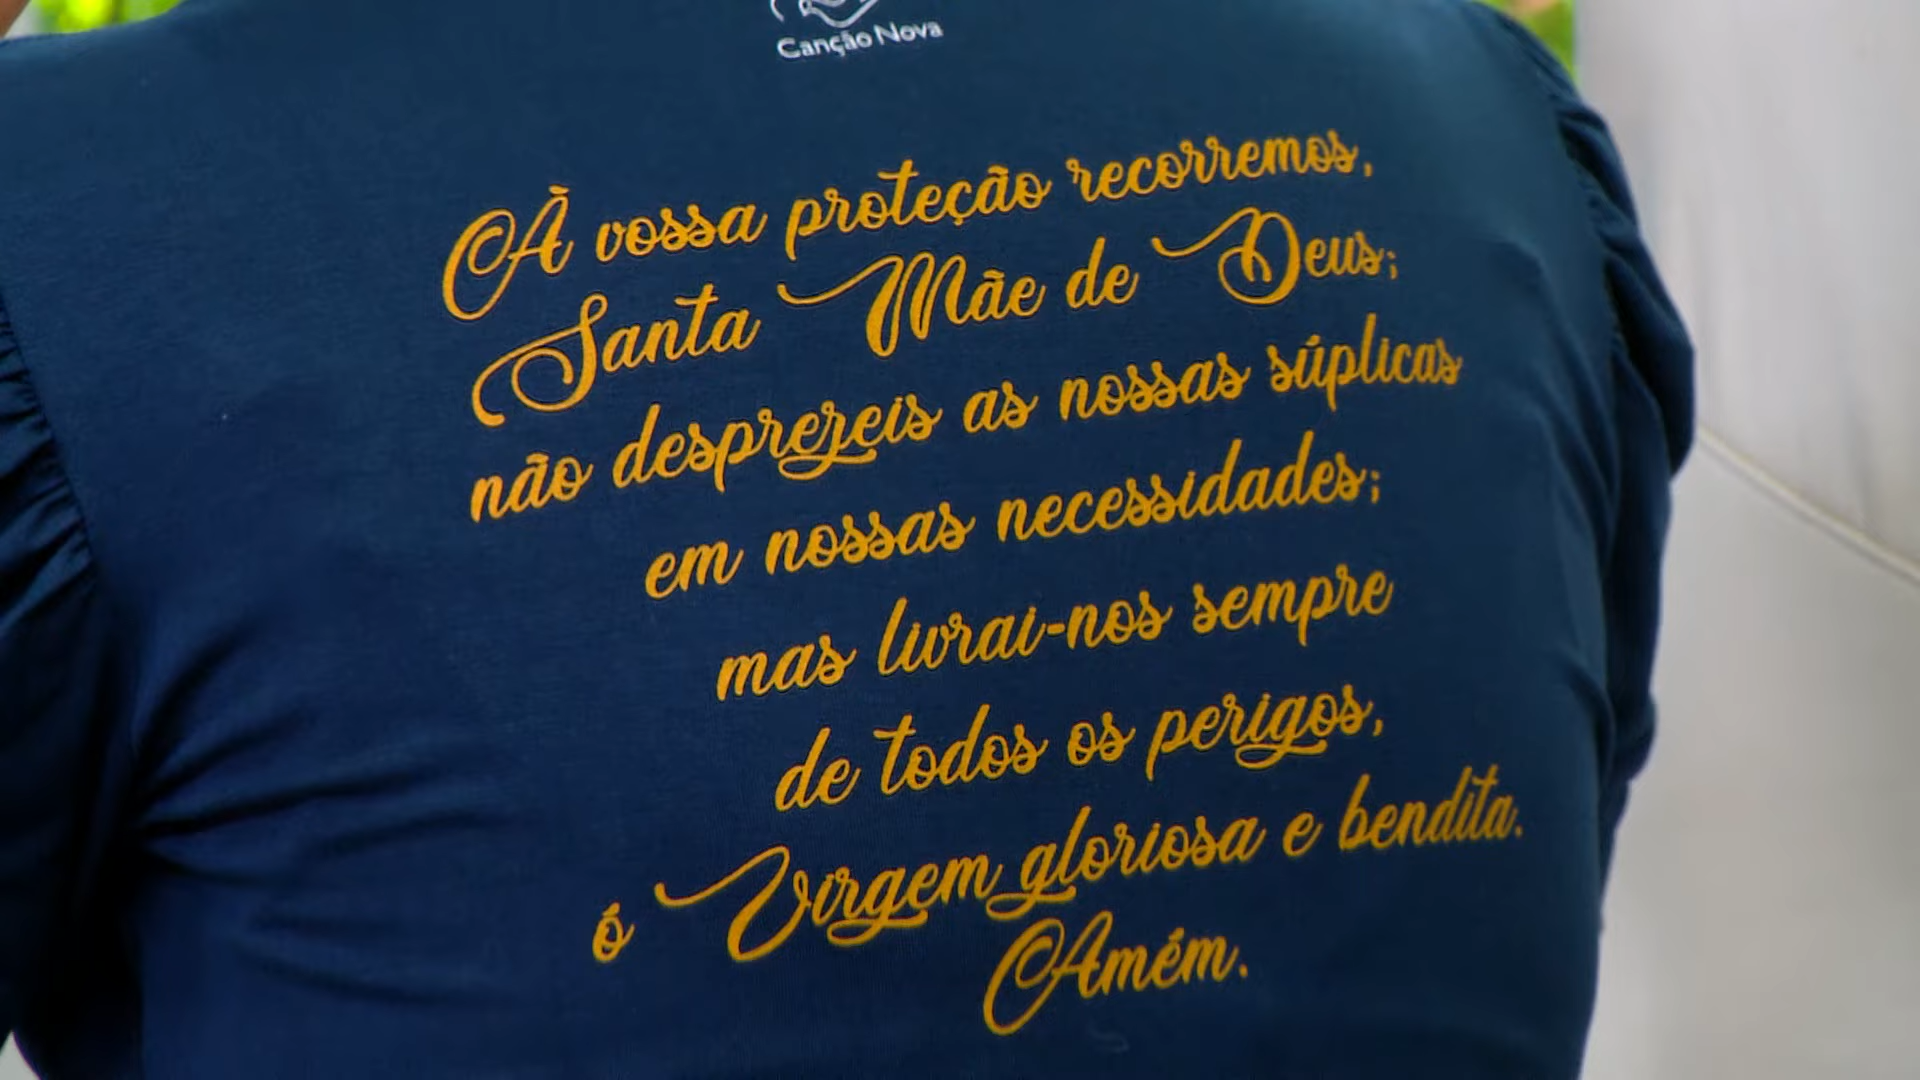 Canção Nova
À vossa proteção recorremos,
Santa Mãe de Deus;
não desprezeis as nossas súplicas
em nossas necessidades;
mas livrai-nos sempre
de todos os perigos,
ó Virgem gloriosa e bendita.
Amém.